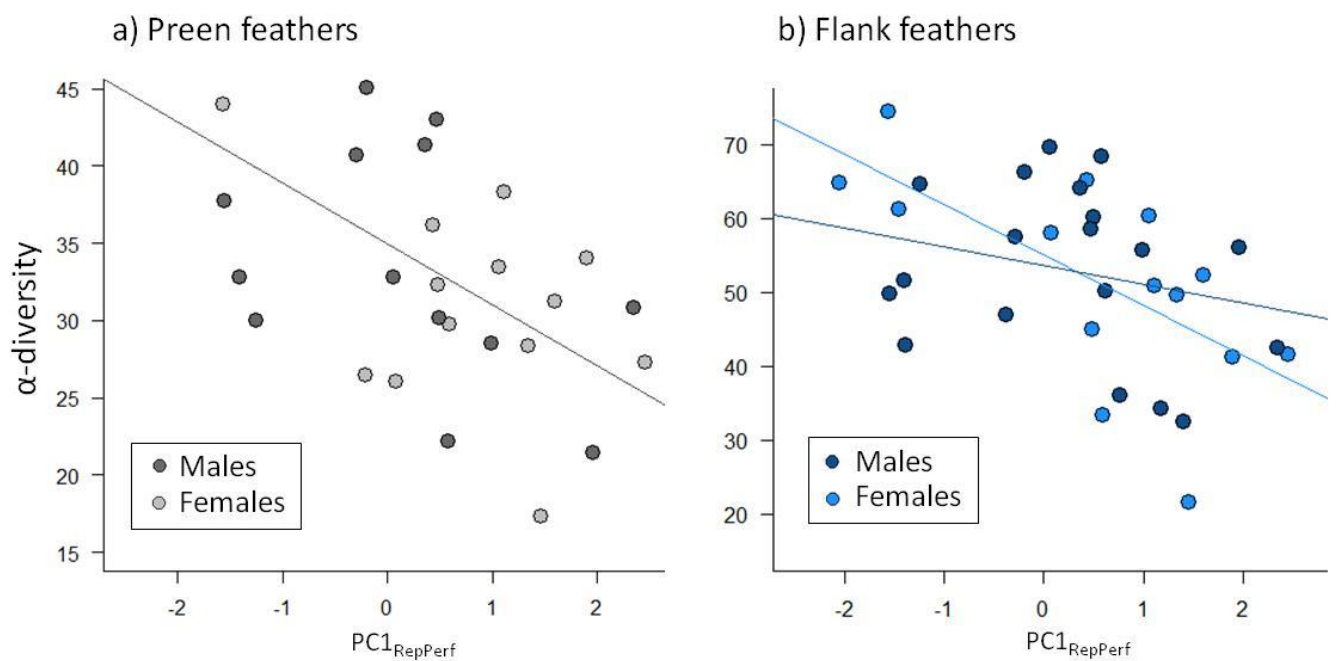 a) Preen feathers
α-diversity
45
40
35
30
25
20
15
Males
Females
-2 -1 0 1 2
PC1RepPerf
b) Flank feathers
70
60
50
40
30
20
Males
Females
-2 -1 0 1 2
PC1RepPerf